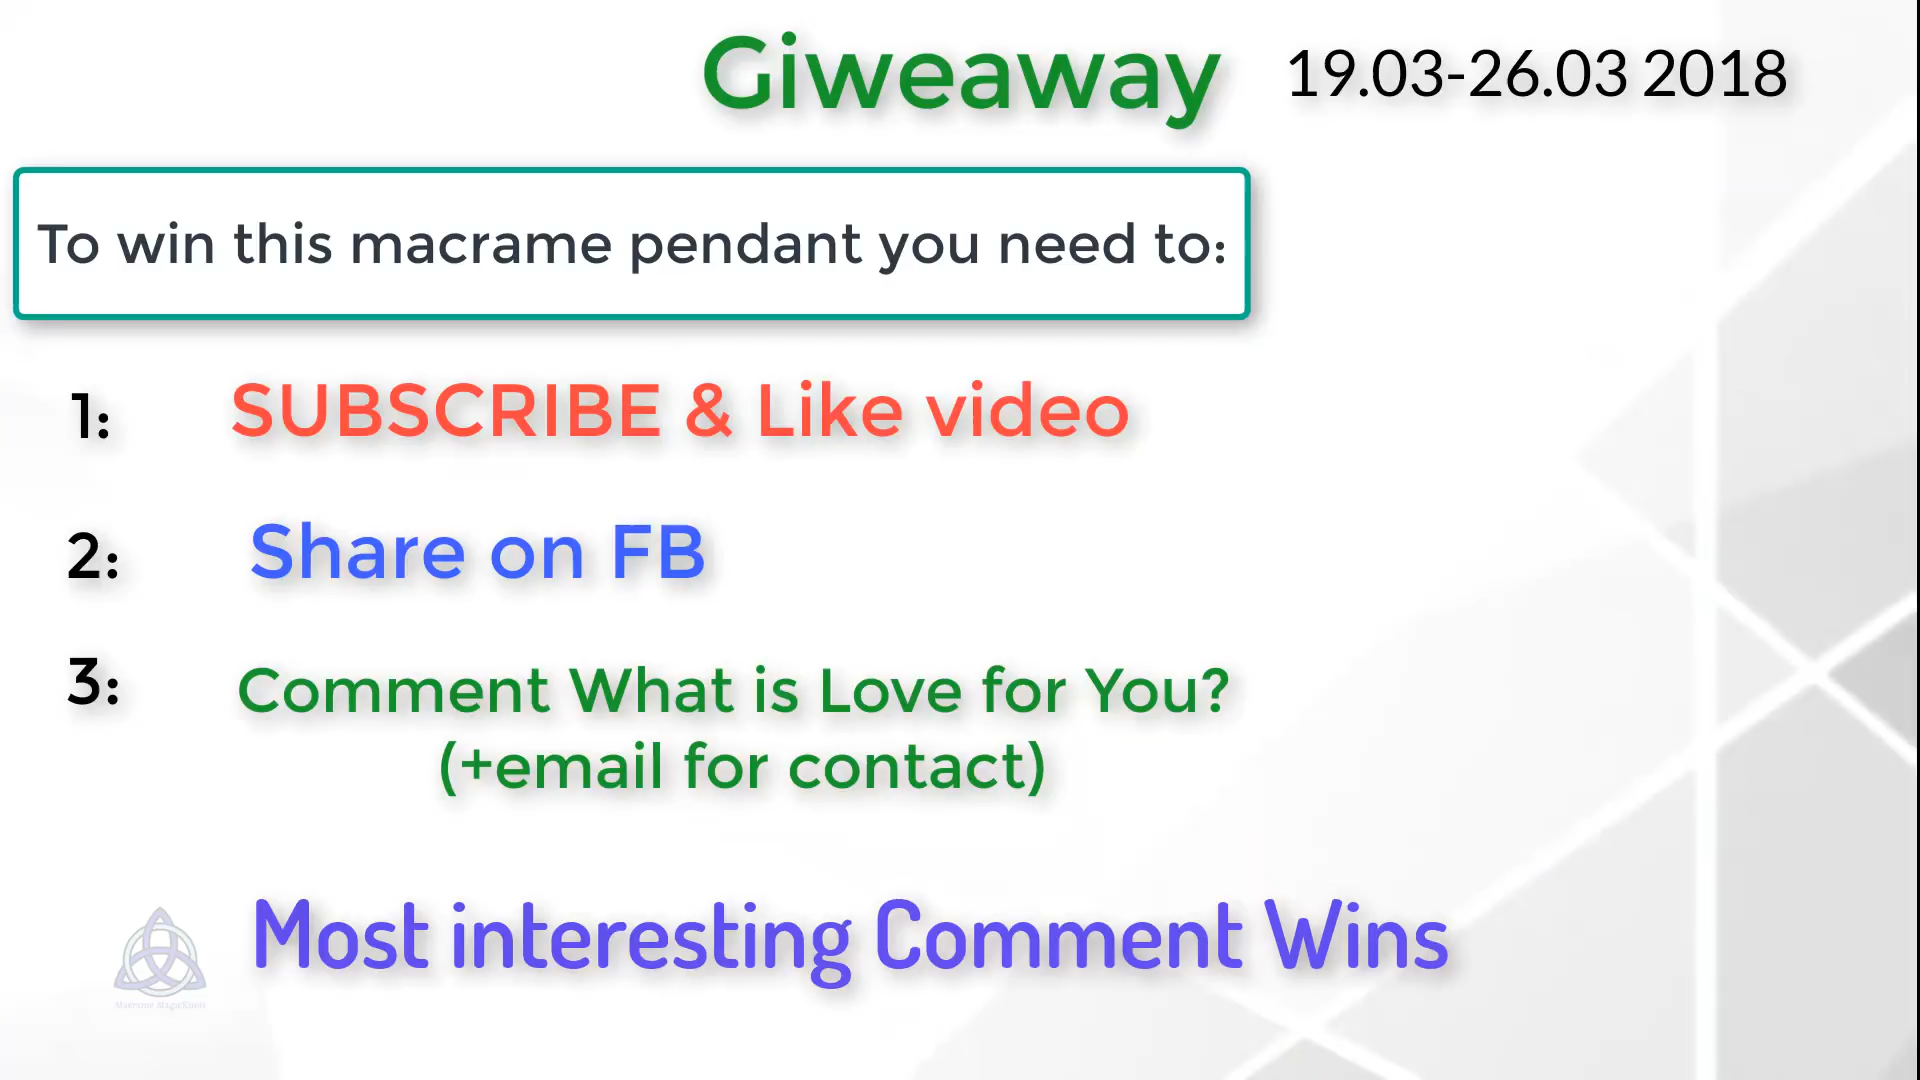 Giweaway 19.03-26.03 2018
To win this macrame pendant you need to:
1: SUBSCRIBE & Like video
2: Share on FB
3: Comment What is Love for You?
(+email for contact)
Most interesting Comment Wins